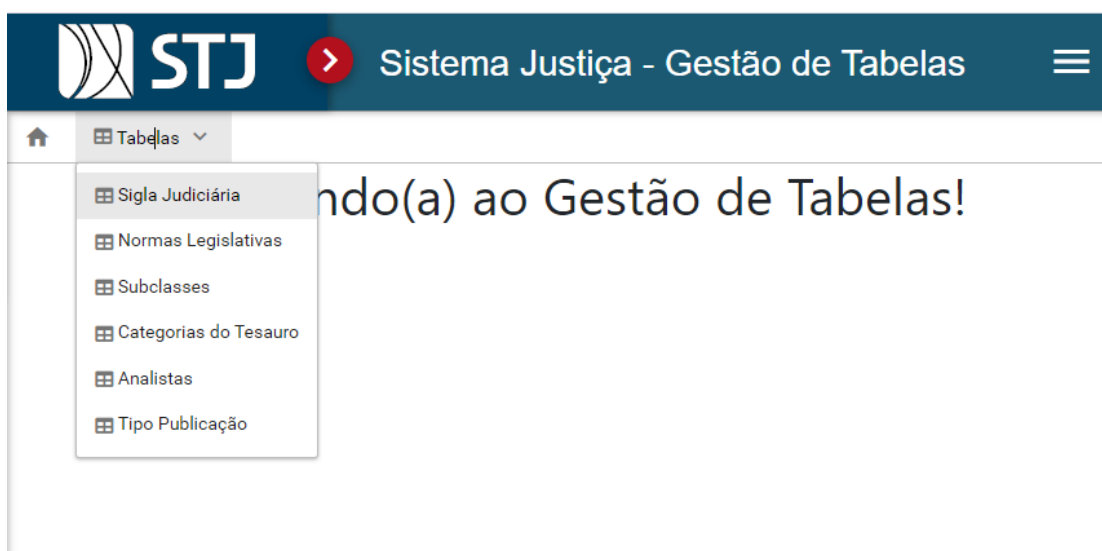 STJ
Sistema Justiça - Gestão de Tabelas
Tabelas
Sigla Judiciária
ndo(a) ao Gestão de Tabelas!
Normas Legislativas
Subclasses
Categorias do Tesauro
Analistas
Tipo Publicação